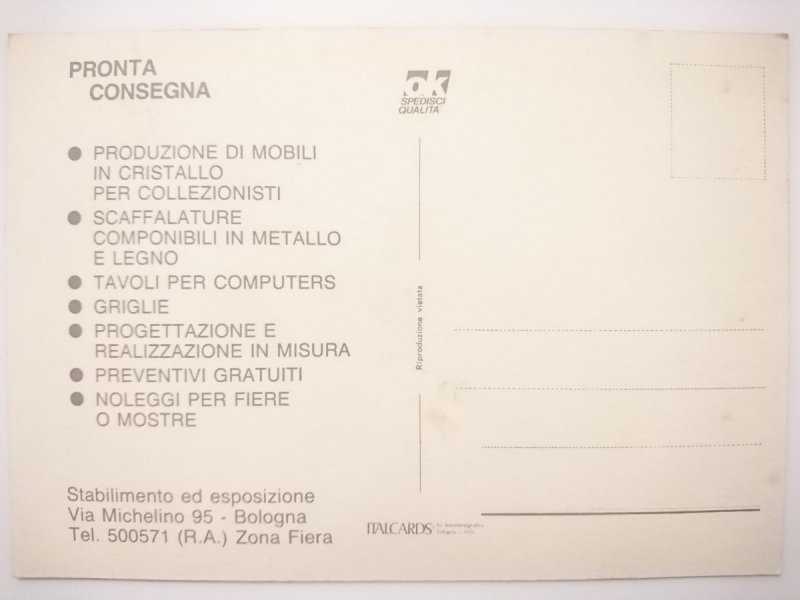 PRONTA
CONSEGNA
● PRODUZIONE DI MOBILI
IN CRISTALLO
PER COLLEZIONISTI
● SCAFFALATURE
COMPONIBILI IN METALLO
E LEGNO
● TAVOLI PER COMPUTERS
● GRIGLIE
● PROGETTAZIONE E
REALIZZAZIONE IN MISURA
● PREVENTIVI GRATUITI
● NOLEGGI PER FIERE
O MOSTRE
Stabilimento ed esposizione
Via Michelino 95 - Bologna
Tel. 500571 (R.A.) Zona Fiera
ok
SPEDISCI
QUALITA'
Riproduzione vietata
ITALCARDS